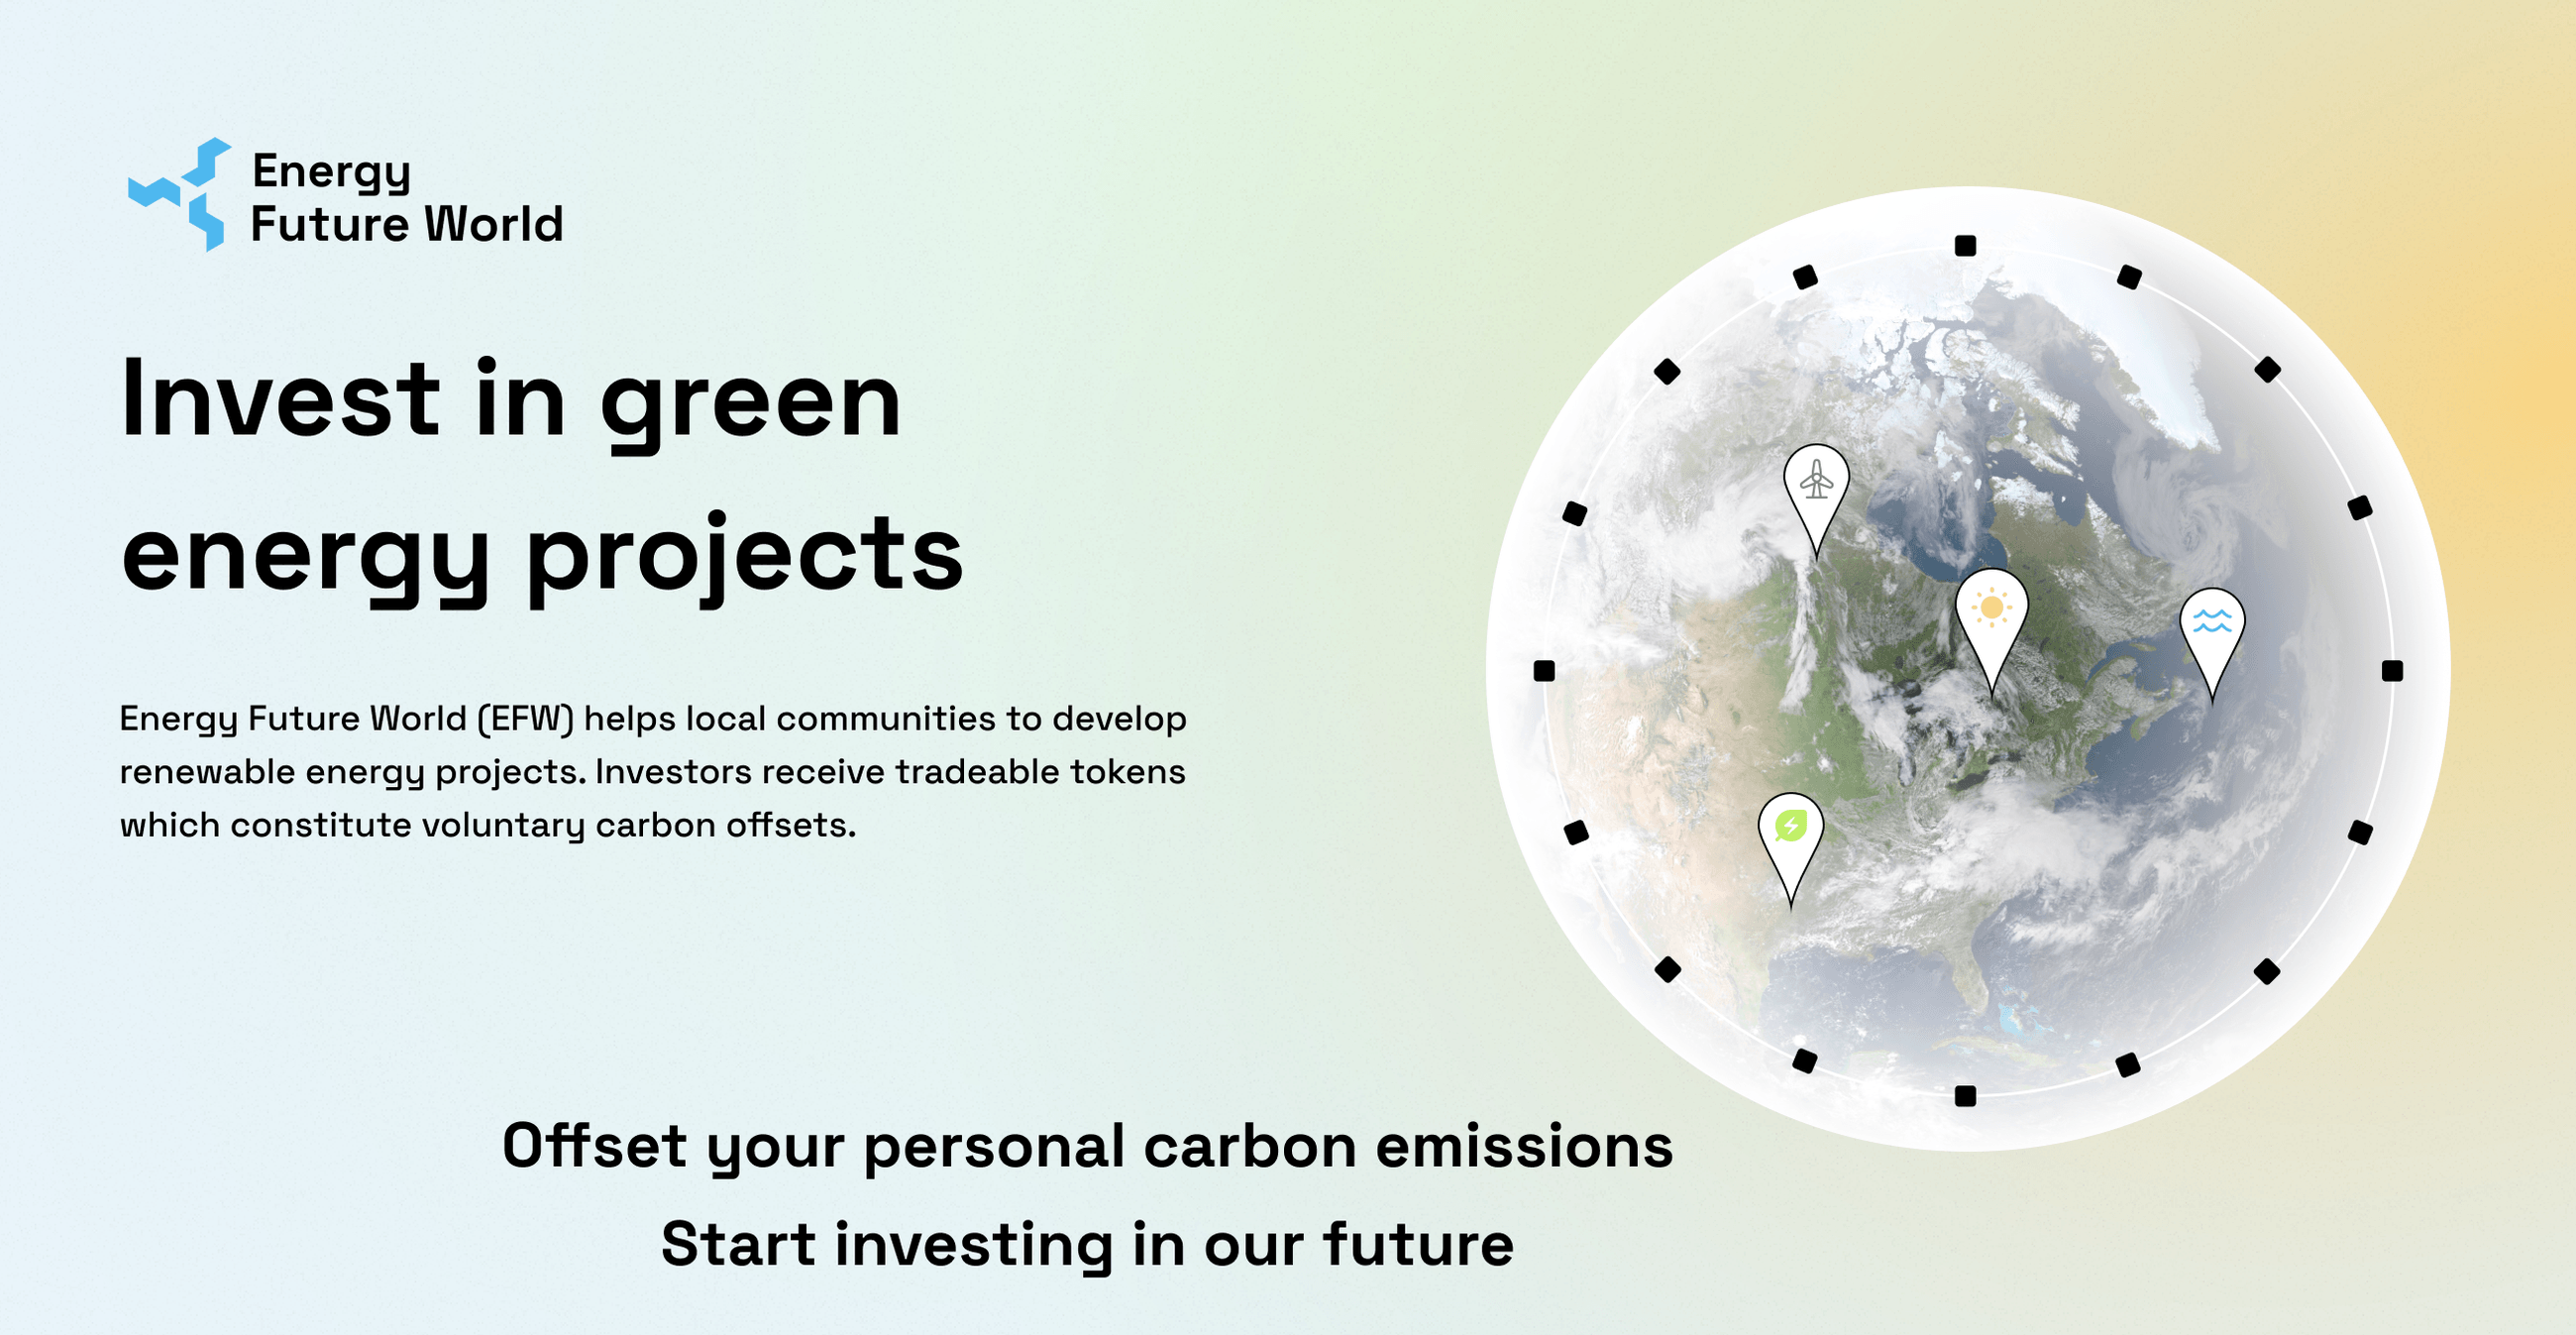 Energy
Future World
Invest in green
energy projects
Energy Future World (EFW) helps local communities to develop
renewable energy projects. Investors receive tradeable tokens
which constitute voluntary carbon offsets.
Offset your personal carbon emissions
Start investing in our future